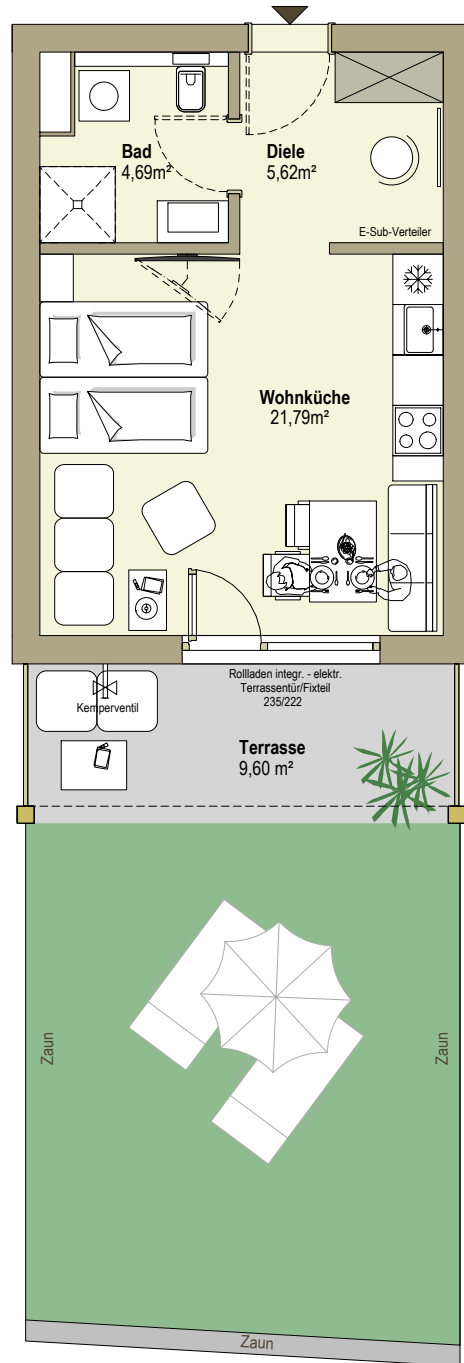 Bad
4,69m²
Diele
5,62m²
E-Sub-Verteiler
Wohnküche
21,79m²
Rollladen integr. - elektr.
Terrassentür/Fixteil
235/222
Kemperventil
Terrasse
9,60 m²
Zaun
Zaun
Zaun